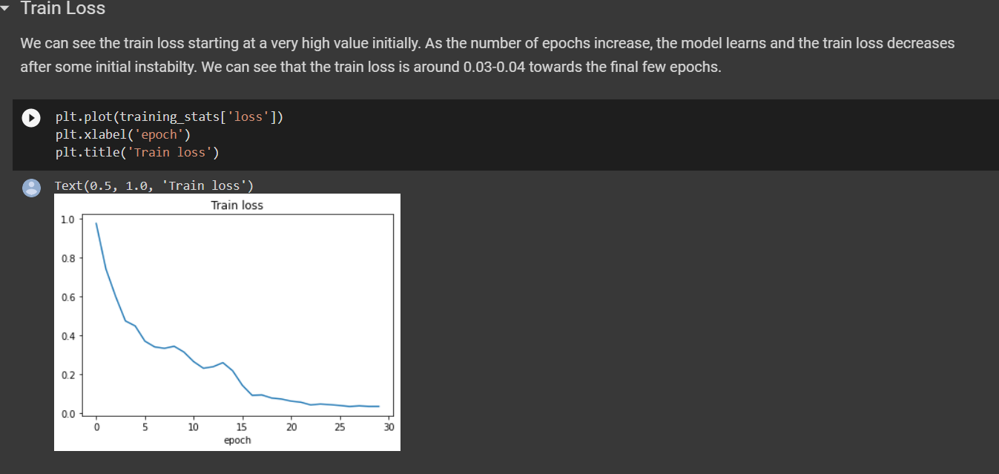 Train Loss
We can see the train loss starting at a very high value initially. As the number of epochs increase, the model learns and the train loss decreases
after some initial instabilty. We can see that the train loss is around 0.03-0.04 towards the final few epochs.
plt.plot(training_stats['loss'])
plt.xlabel('epoch')
plt.title('Train loss')
Text(0.5, 1.0, 'Train loss')
Train loss
1.0
0.8
0.6
0.4
0.2
0.0
0 5 10 15 20 25 30
epoch